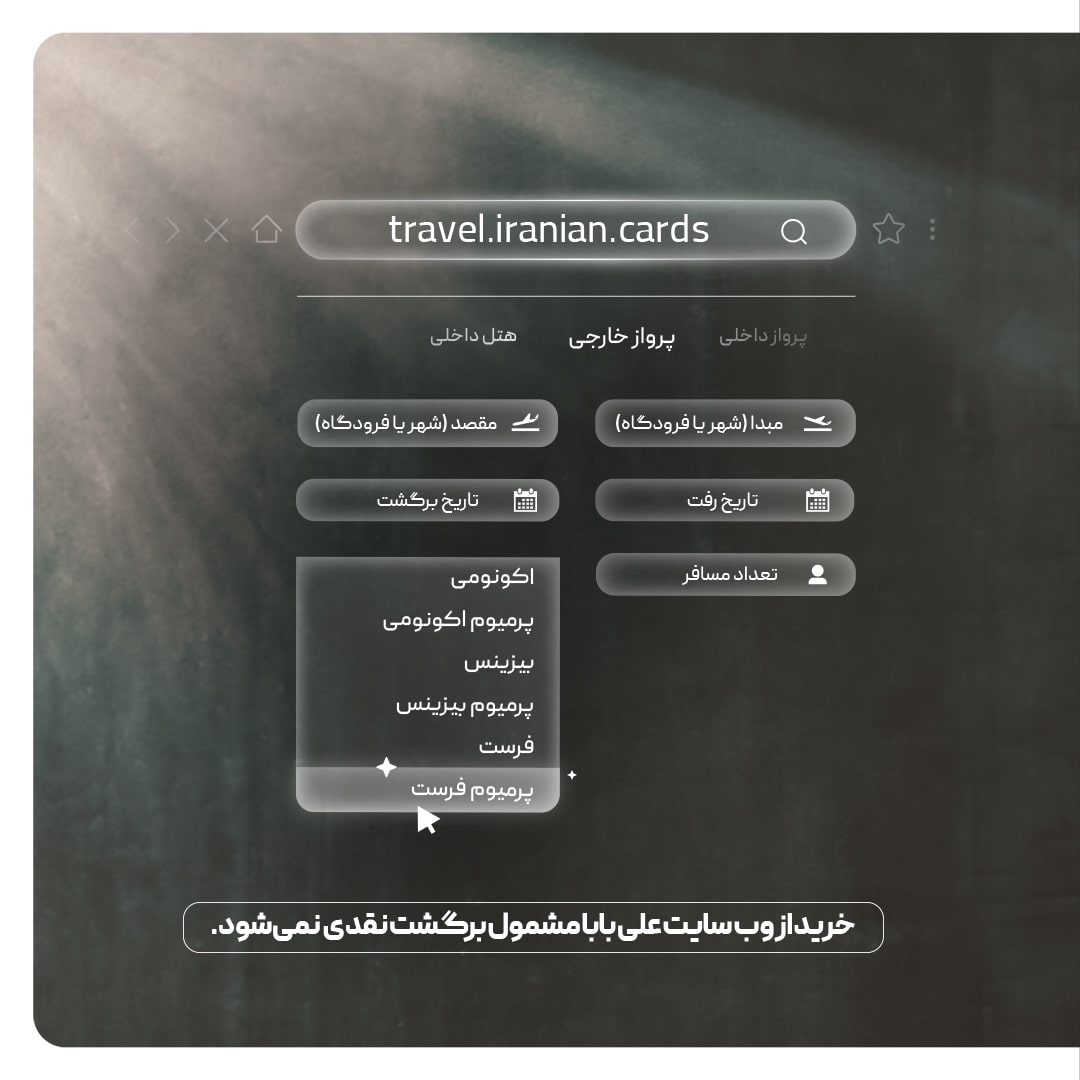 travel.iranian.cards
پرواز داخلی پرواز خارجی هتل داخلی
مبدا (شهر یا فرودگاه) مقصد (شهر یا فرودگاه)
تاریخ رفت تاریخ برگشت
تعداد مسافر
اکونومی
پرمیوم اکونومی
بیزینس
پرمیوم بیزینس
فرست
پرمیوم فرست
خرید از وب سایت علی بابا مشمول برگشت نقدی نمی‌شود.